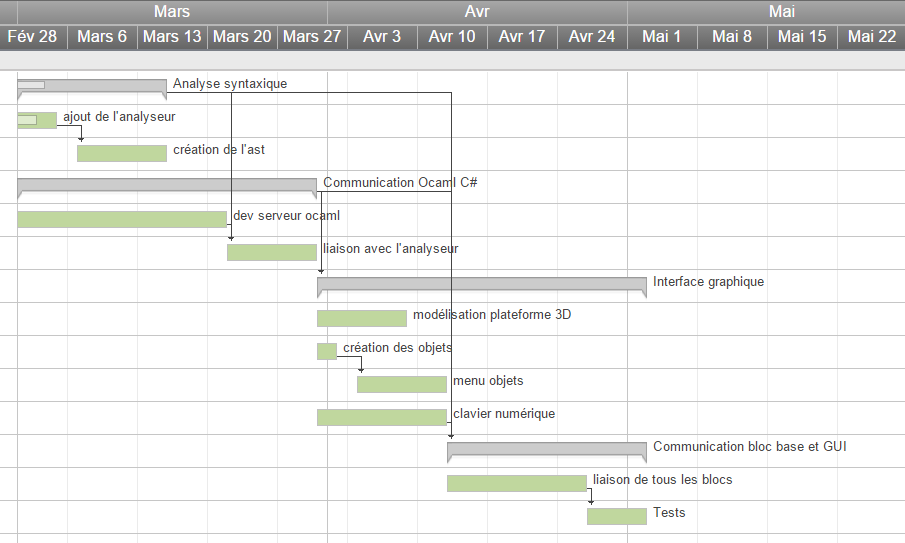 Mars Avr Mai
Fév 28 Mars 6 Mars 13 Mars 20 Mars 27 Avr 3 Avr 10 Avr 17 Avr 24 Mai 1 Mai 8 Mai 15 Mai 22
Analyse syntaxique
ajout de l'analyseur
création de l'ast
Communication Ocaml C#
dev serveur ocaml
liaison avec l'analyseur
Interface graphique
modélisation plateforme 3D
création des objets
menu objets
clavier numérique
Communication bloc base et GUI
liaison de tous les blocs
Tests